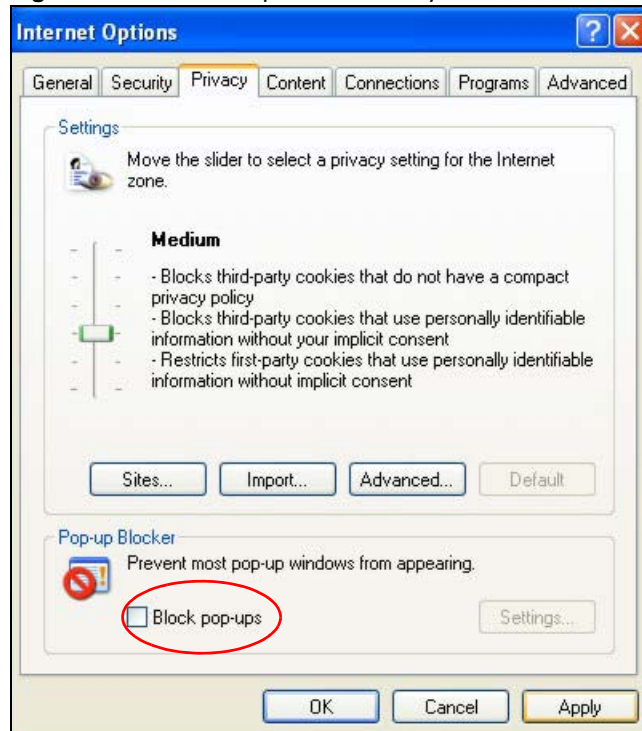 Internet Options
General Security Privacy Content Connections Programs Advanced
Settings
Move the slider to select a privacy setting for the Internet
zone.
Medium
- Blocks third-party cookies that do not have a compact
privacy policy
- Blocks third-party cookies that use personally identifiable
information without your implicit consent
- Restricts first-party cookies that use personally identifiable
information without implicit consent
Sites... Import... Advanced... Default
Pop-up Blocker
Prevent most pop-up windows from appearing.
Block pop-ups Settings...
OK Cancel Apply